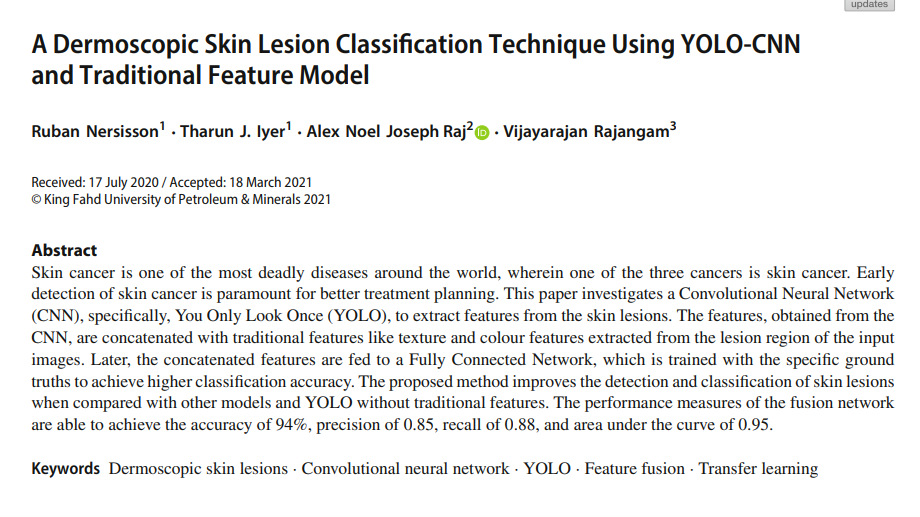 updates
A Dermoscopic Skin Lesion Classification Technique Using YOLO-CNN
and Traditional Feature Model
Ruban Nersisson1 · Tharun J. Iyer1 · Alex Noel Joseph Raj2 iD · Vijayarajan Rajangam3
Received: 17 July 2020 / Accepted: 18 March 2021
© King Fahd University of Petroleum & Minerals 2021
Abstract
Skin cancer is one of the most deadly diseases around the world, wherein one of the three cancers is skin cancer. Early
detection of skin cancer is paramount for better treatment planning. This paper investigates a Convolutional Neural Network
(CNN), specifically, You Only Look Once (YOLO), to extract features from the skin lesions. The features, obtained from the
CNN, are concatenated with traditional features like texture and colour features extracted from the lesion region of the input
images. Later, the concatenated features are fed to a Fully Connected Network, which is trained with the specific ground
truths to achieve higher classification accuracy. The proposed method improves the detection and classification of skin lesions
when compared with other models and YOLO without traditional features. The performance measures of the fusion network
are able to achieve the accuracy of 94%, precision of 0.85, recall of 0.88, and area under the curve of 0.95.
Keywords Dermoscopic skin lesions · Convolutional neural network · YOLO · Feature fusion · Transfer learning